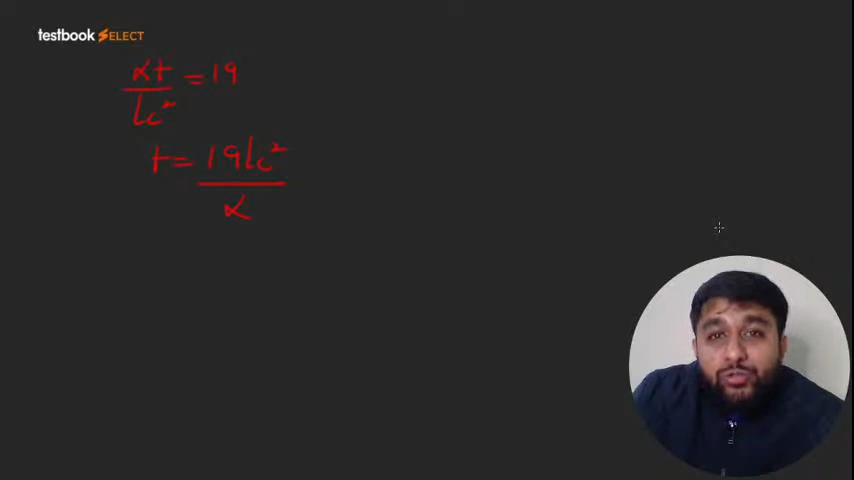 testbook SELECT
αt
—— = 19
lc²
t = 19lc²
———
α